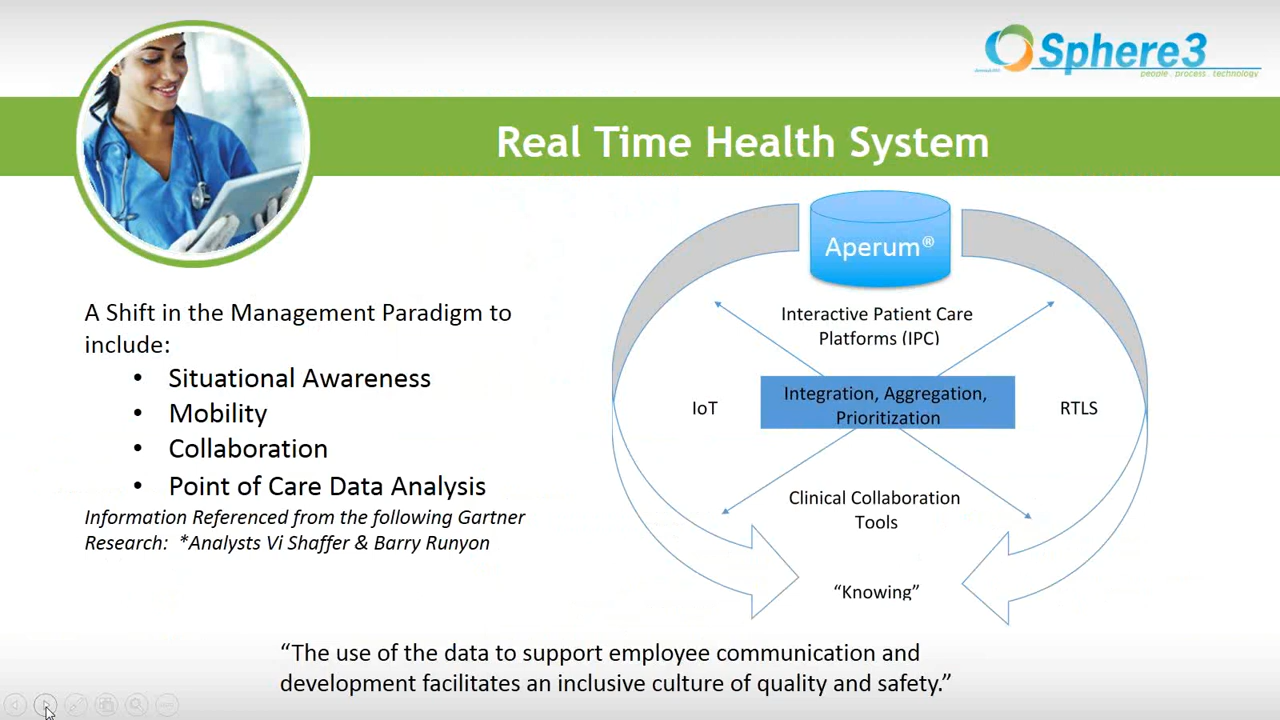 Sphere3
people . process . technology
Real Time Health System
Aperum®
A Shift in the Management Paradigm to
include:
• Situational Awareness
• Mobility
• Collaboration
• Point of Care Data Analysis
Information Referenced from the following Gartner
Research: *Analysts Vi Shaffer & Barry Runyon
Interactive Patient Care
Platforms (IPC)
IoT
Integration, Aggregation,
Prioritization
RTLS
Clinical Collaboration
Tools
“Knowing”
“The use of the data to support employee communication and
development facilitates an inclusive culture of quality and safety.”